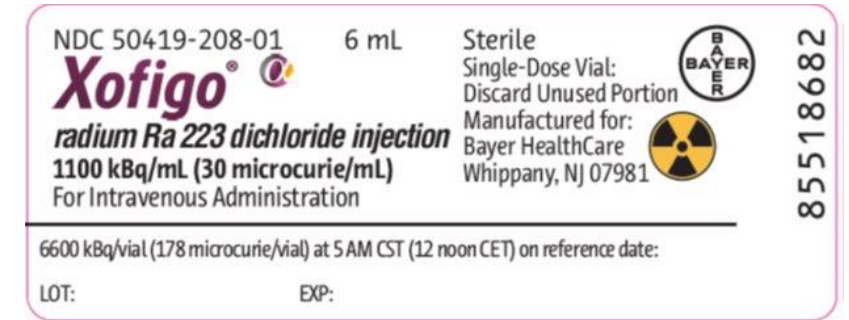 NDC 50419-208-01 6 mL
Xofigo®
radium Ra 223 dichloride injection
1100 kBq/mL (30 microcurie/mL)
For Intravenous Administration
Sterile
Single-Dose Vial:
Discard Unused Portion
Manufactured for:
Bayer HealthCare
Whippany, NJ 07981
BAYER
BAYER
85518682
6600 kBq/vial (178 microcurie/vial) at 5 AM CST (12 noon CET) on reference date:
LOT: EXP: